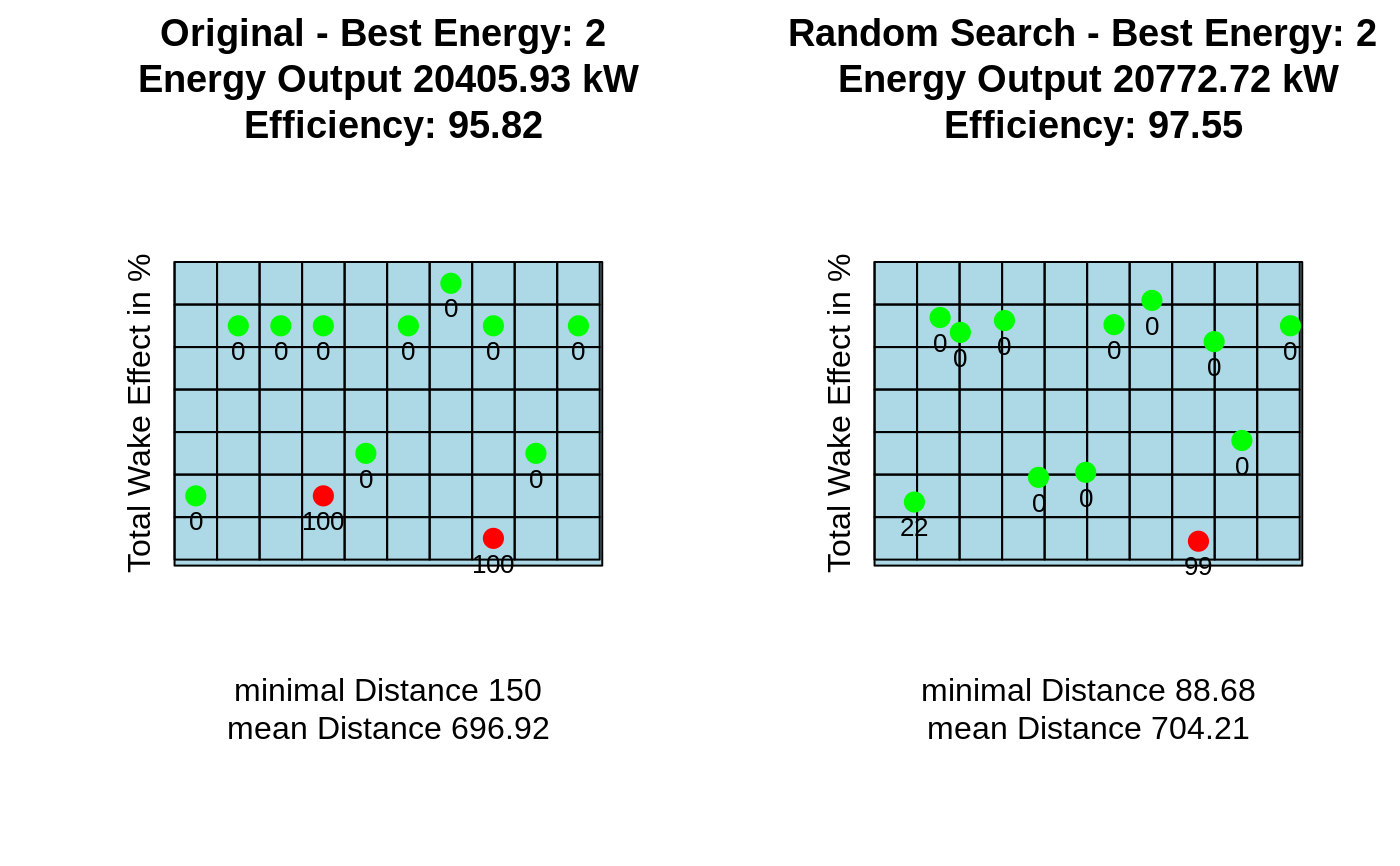 Original - Best Energy: 2
Energy Output 20405.93 kW
Efficiency: 95.82
Total Wake Effect in %
0
0 0 0 0 0 0
0 0
0 100
100
minimal Distance 150
mean Distance 696.92
Random Search - Best Energy: 2
Energy Output 20772.72 kW
Efficiency: 97.55
Total Wake Effect in %
0
0 0 0 0 0
0 0
0
0 0
22
99
minimal Distance 88.68
mean Distance 704.21